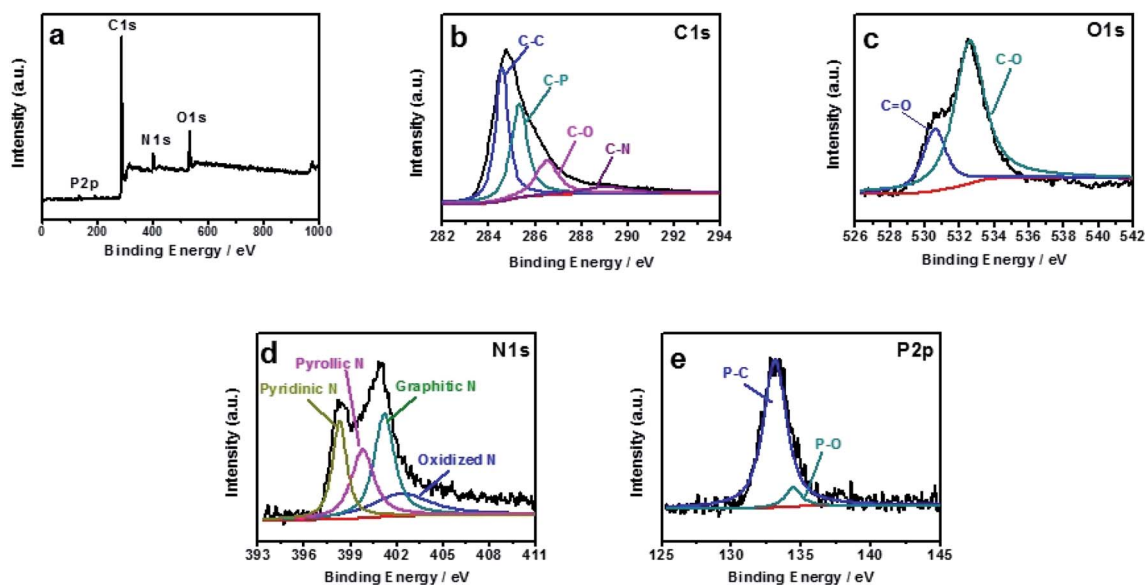 a
C1s
N1s
O1s
P2p
Intensity (a.u.)
0 200 400 600 800 1000
Binding Energy / eV
b
C1s
C-C
C-P
C-O
C-N
Intensity (a.u.)
282 284 286 288 290 292 294
Binding Energy / eV
c
O1s
C=O
C-O
Intensity (a.u.)
526 528 530 532 534 536 538 540 542
Binding Energy / eV
d
N1s
Pyrollic N
Pyridinic N
Graphitic N
Oxidized N
Intensity (a.u.)
393 396 399 402 405 408 411
Binding Energy / eV
e
P2p
P-C
P-O
Intensity (a.u.)
125 130 135 140 145
Binding Energy / eV